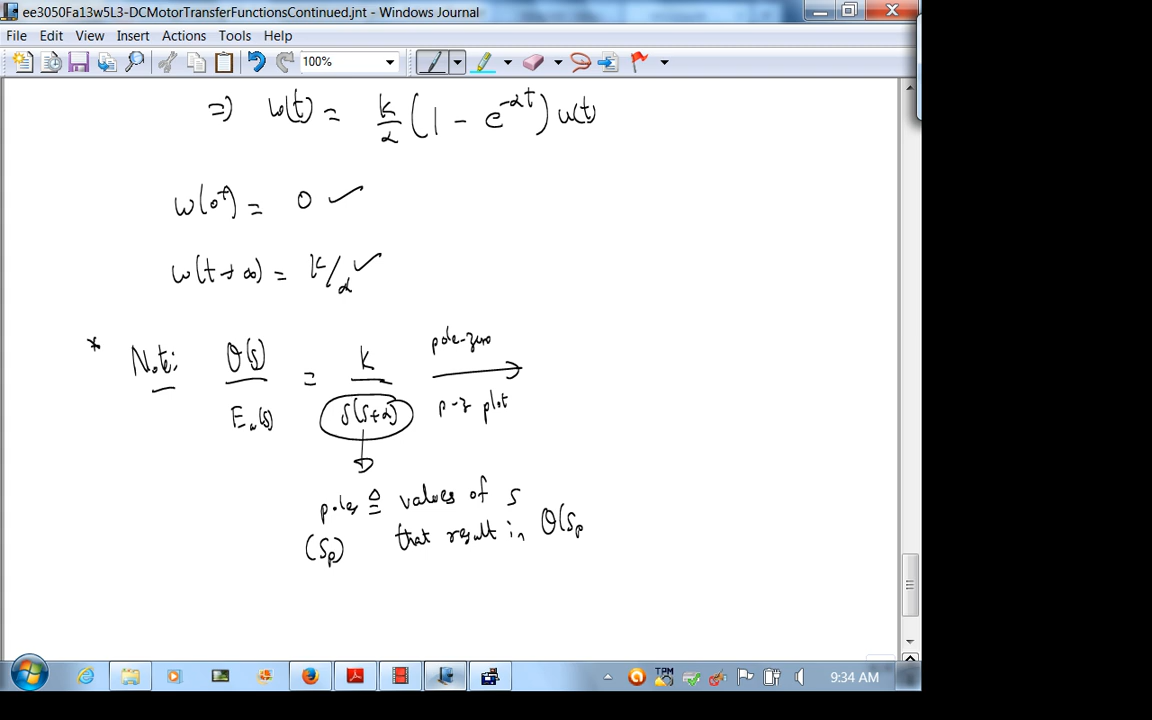 ee3050Fa13w5L3-DCMotorTransferFunctionsContinued.jnt - Windows Journal
File Edit View Insert Actions Tools Help
100%
=) ω(t) = K/α (1 - e^-αt) u(t)
ω(0+) = 0 ✓
ω(t→∞) = K/α ✓
* Note: Θ(s)/Ea(s) = K/s(s+α)
pole-zero
p-z plot
poles ≜ values of s
(Sp) that result in Θ(Sp
TPM
9:34 AM